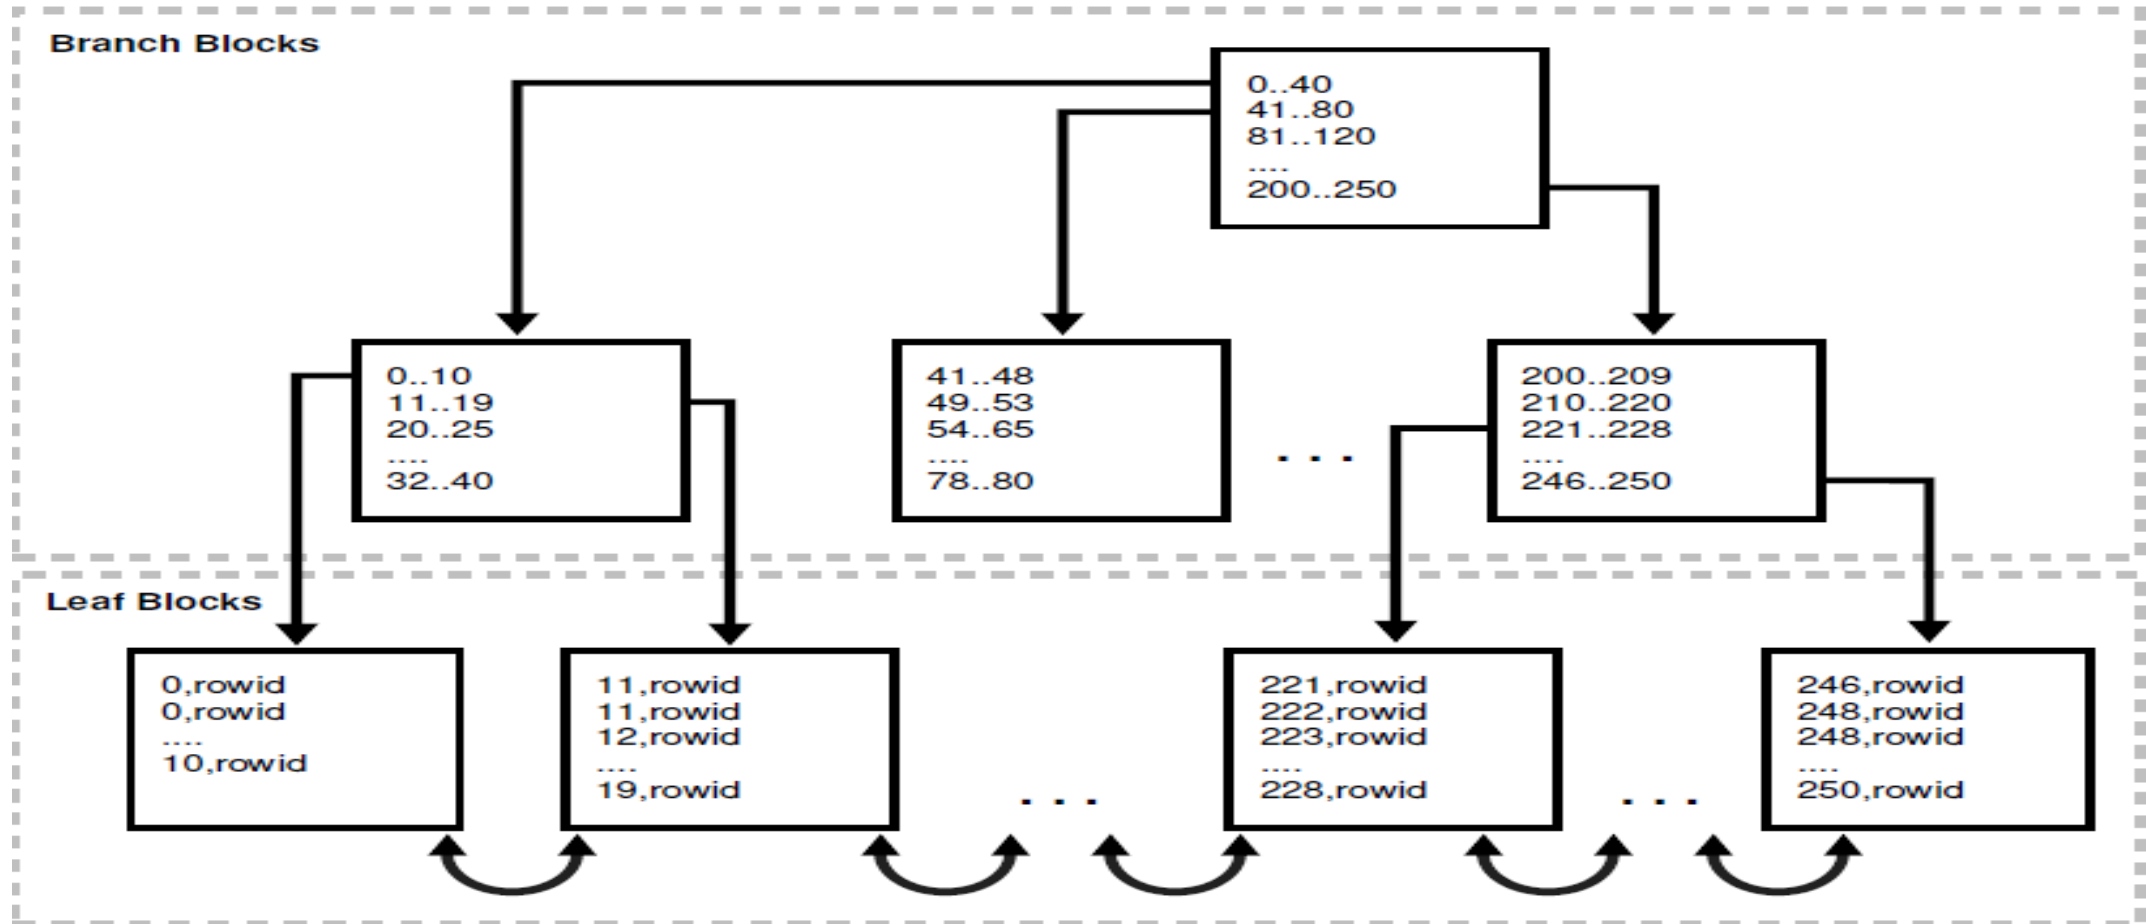 Branch Blocks
0..40
41..80
81..120
....
200..250
0..10
11..19
20..25
....
32..40
41..48
49..53
54..65
....
78..80
. . .
200..209
210..220
221..228
....
246..250
Leaf Blocks
0,rowid
0,rowid
....
10,rowid
11,rowid
11,rowid
12,rowid
....
19,rowid
. . .
221,rowid
222,rowid
223,rowid
....
228,rowid
. . .
246,rowid
248,rowid
248,rowid
....
250,rowid